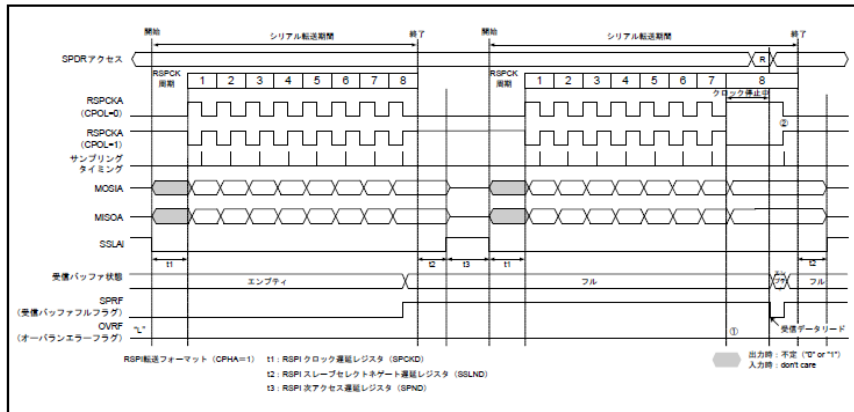 開始 シリアル転送期間 終了 開始 シリアル転送期間 終了
SPDRアクセス R
RSPCK周期 1 2 3 4 5 6 7 8 RSPCK周期 1 2 3 4 5 6 7 8
クロック停止中
RSPCKA
(CPOL=0)
②
RSPCKA
(CPOL=1)
サンプリング
タイミング
MOSIA
MISOA
SSLAI
t1 t2 t3 t1 t2
受信バッファ状態 エンプティ フル フル
SPRF
(受信バッファフルフラグ)
受信データリード
OVRF "L" ①
(オーバランエラーフラグ)
RSPI転送フォーマット (CPHA=1) t1:RSPI クロック遅延レジスタ (SPCKD)
t2:RSPI スレーブセレクトネゲート遅延レジスタ (SSLND)
t3:RSPI 次アクセス遅延レジスタ (SPND)
出力時:不定 ("0" or "1")
入力時:don't care